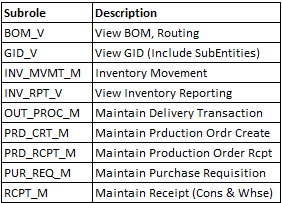 Subrole Description
BOM_V View BOM, Routing
GID_V View GID (Include SubEntities)
INV_MVMT_M Inventory Movement
INV_RPT_V View Inventory Reporting
OUT_PROC_M Maintain Delivery Transaction
PRD_CRT_M Maintain Prduction Ordr Create
PRD_RCPT_M Maintain Production Order Rcpt
PUR_REQ_M Maintain Purchase Requisition
RCPT_M Maintain Receipt (Cons & Whse)